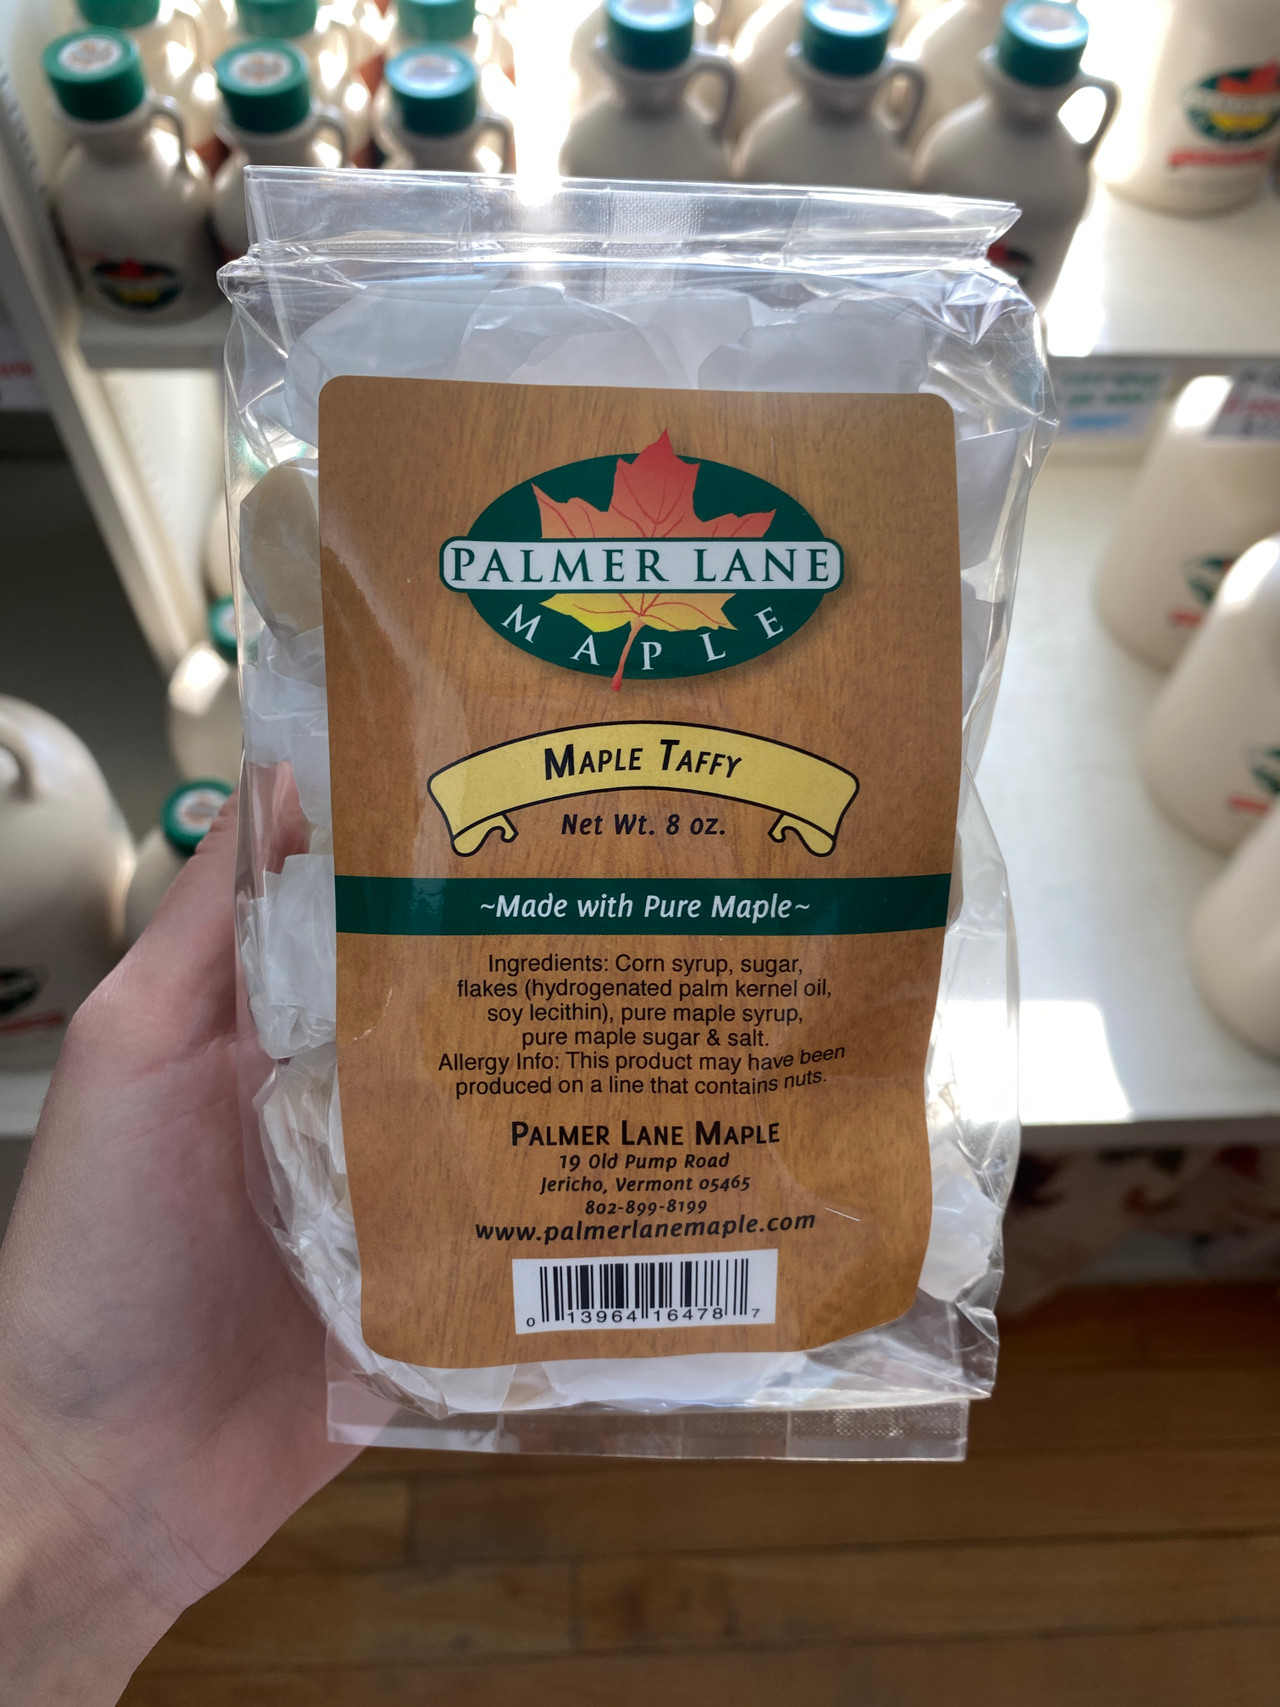 PALMER LANE
MAPLE
MAPLE TAFFY
Net Wt. 8 oz.
~Made with Pure Maple~
Ingredients: Corn syrup, sugar,
flakes (hydrogenated palm kernel oil,
soy lecithin), pure maple syrup,
pure maple sugar & salt.
Allergy Info: This product may have been
produced on a line that contains nuts.
PALMER LANE MAPLE
19 Old Pump Road
Jericho, Vermont 05465
802-899-8199
www.palmerlanemaple.com
0 13964 16478 7